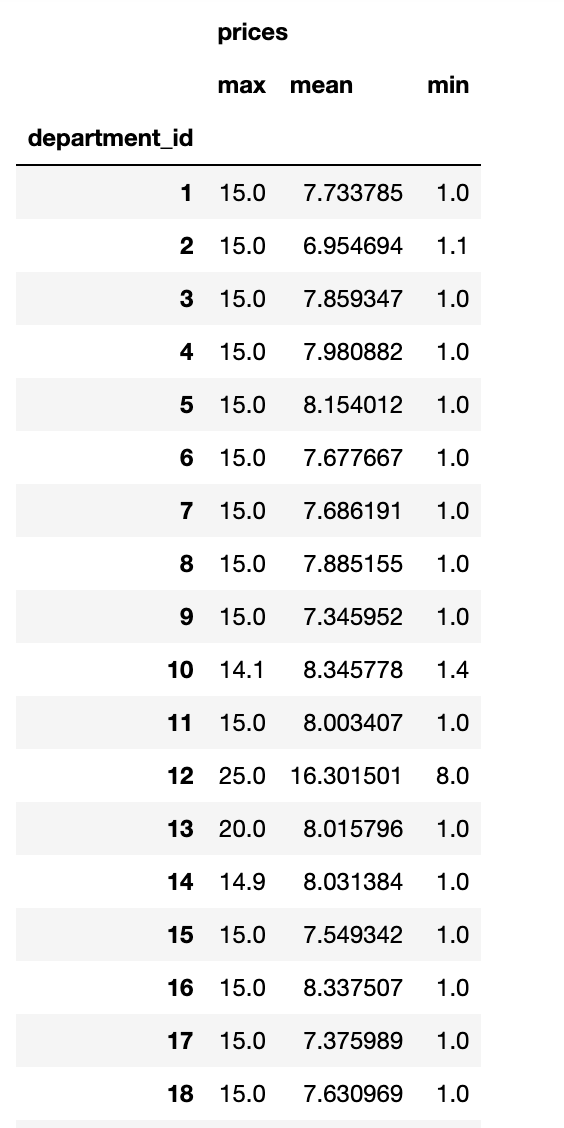 prices
max mean min
department_id
1 15.0 7.733785 1.0
2 15.0 6.954694 1.1
3 15.0 7.859347 1.0
4 15.0 7.980882 1.0
5 15.0 8.154012 1.0
6 15.0 7.677667 1.0
7 15.0 7.686191 1.0
8 15.0 7.885155 1.0
9 15.0 7.345952 1.0
10 14.1 8.345778 1.4
11 15.0 8.003407 1.0
12 25.0 16.301501 8.0
13 20.0 8.015796 1.0
14 14.9 8.031384 1.0
15 15.0 7.549342 1.0
16 15.0 8.337507 1.0
17 15.0 7.375989 1.0
18 15.0 7.630969 1.0